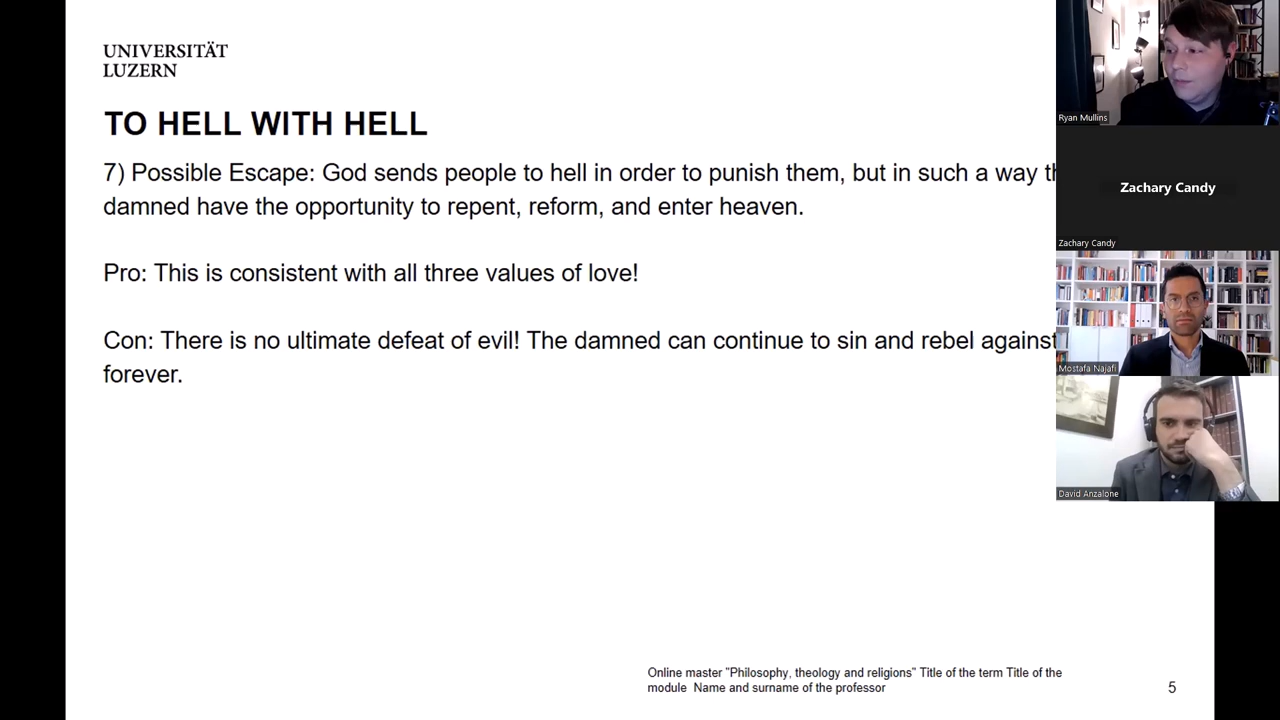 UNIVERSITÄT
LUZERN
TO HELL WITH HELL
7) Possible Escape: God sends people to hell in order to punish them, but in such a way
damned have the opportunity to repent, reform, and enter heaven.
Pro: This is consistent with all three values of love!
Con: There is no ultimate defeat of evil! The damned can continue to sin and rebel against
forever.
Online master "Philosophy, theology and religions" Title of the term Title of the
module Name and surname of the professor
5
Ryan Mullins
Zachary Candy
Zachary Candy
Mostafa Najafi
David Anzalone